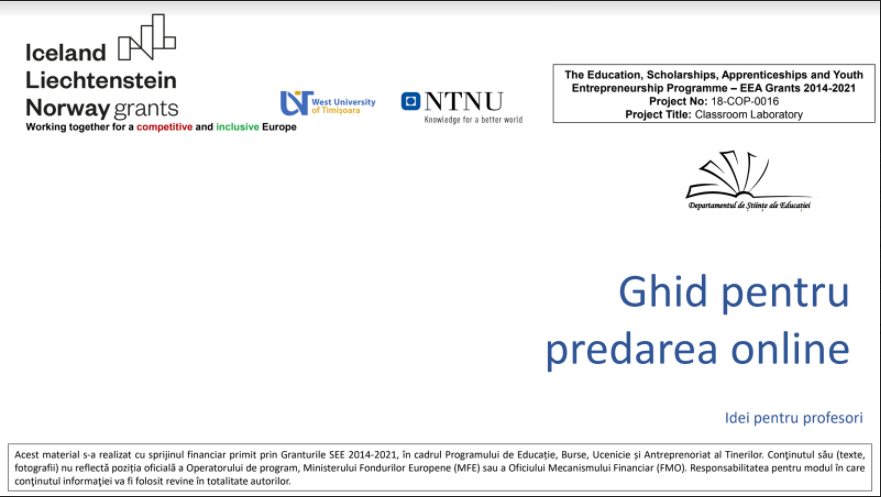 Iceland
Liechtenstein
Norway grants
Working together for a competitive and inclusive Europe
UT West University
of Timișoara
NTNU
Knowledge for a better world
The Education, Scholarships, Apprenticeships and Youth
Entrepreneurship Programme – EEA Grants 2014-2021
Project No: 18-COP-0016
Project Title: Classroom Laboratory
Departamentul de Științe ale Educației
Ghid pentru
predarea online
Idei pentru profesori
Acest material s-a realizat cu sprijinul financiar primit prin Granturile SEE 2014-2021, în cadrul Programului de Educație, Burse, Ucenicie și Antreprenoriat al Tinerilor. Conţinutul său (texte,
fotografii) nu reflectă poziția oficială a Operatorului de program, Ministerului Fondurilor Europene (MFE) sau a Oficiului Mecanismului Financiar (FMO). Responsabilitatea pentru modul în care
conţinutul informaţiei va fi folosit revine în totalitate autorilor.